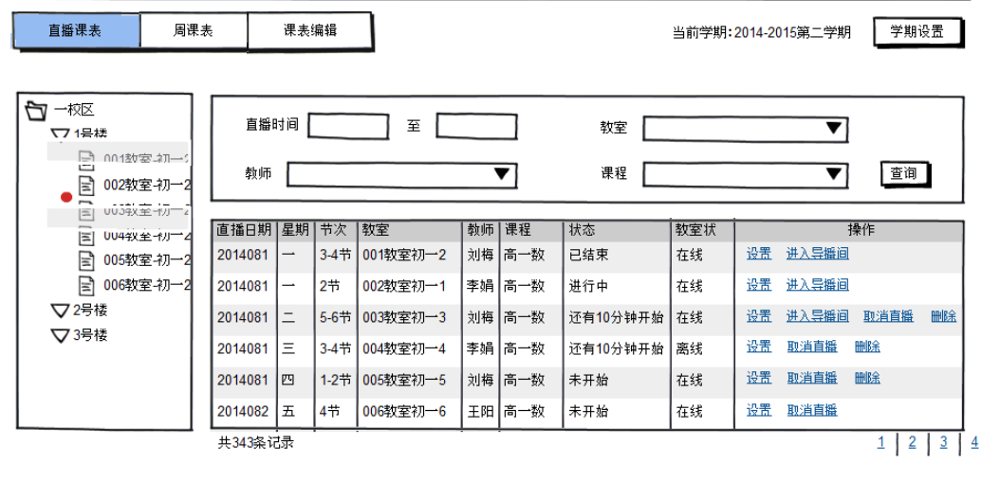 直播课表 周课表 课表编辑 当前学期:2014-2015第二学期 学期设置
一校区
1号楼
001教室-初一2
002教室-初一2
003教室-初一2
004教室-初一2
005教室-初一2
006教室-初一2
2号楼
3号楼
直播时间 至 教室
教师 课程 查询
直播日期 星期 节次 教室 教师 课程 状态 教室状 操作
2014081 一 3-4节 001教室初一2 刘梅 高一数 已结束 在线 设置 进入导播间
2014081 一 2节 002教室初一1 李娟 高一数 进行中 在线 设置 进入导播间
2014081 二 5-6节 003教室初一3 刘梅 高一数 还有10分钟开始 在线 设置 进入导播间 取消直播 删除
2014081 三 3-4节 004教室初一4 李娟 高一数 还有10分钟开始 离线 设置 取消直播 删除
2014081 四 1-2节 005教室初一5 刘梅 高一数 未开始 在线 设置 取消直播 删除
2014082 五 4节 006教室初一6 王阳 高一数 未开始 在线 设置 取消直播
共343条记录 1 2 3 4